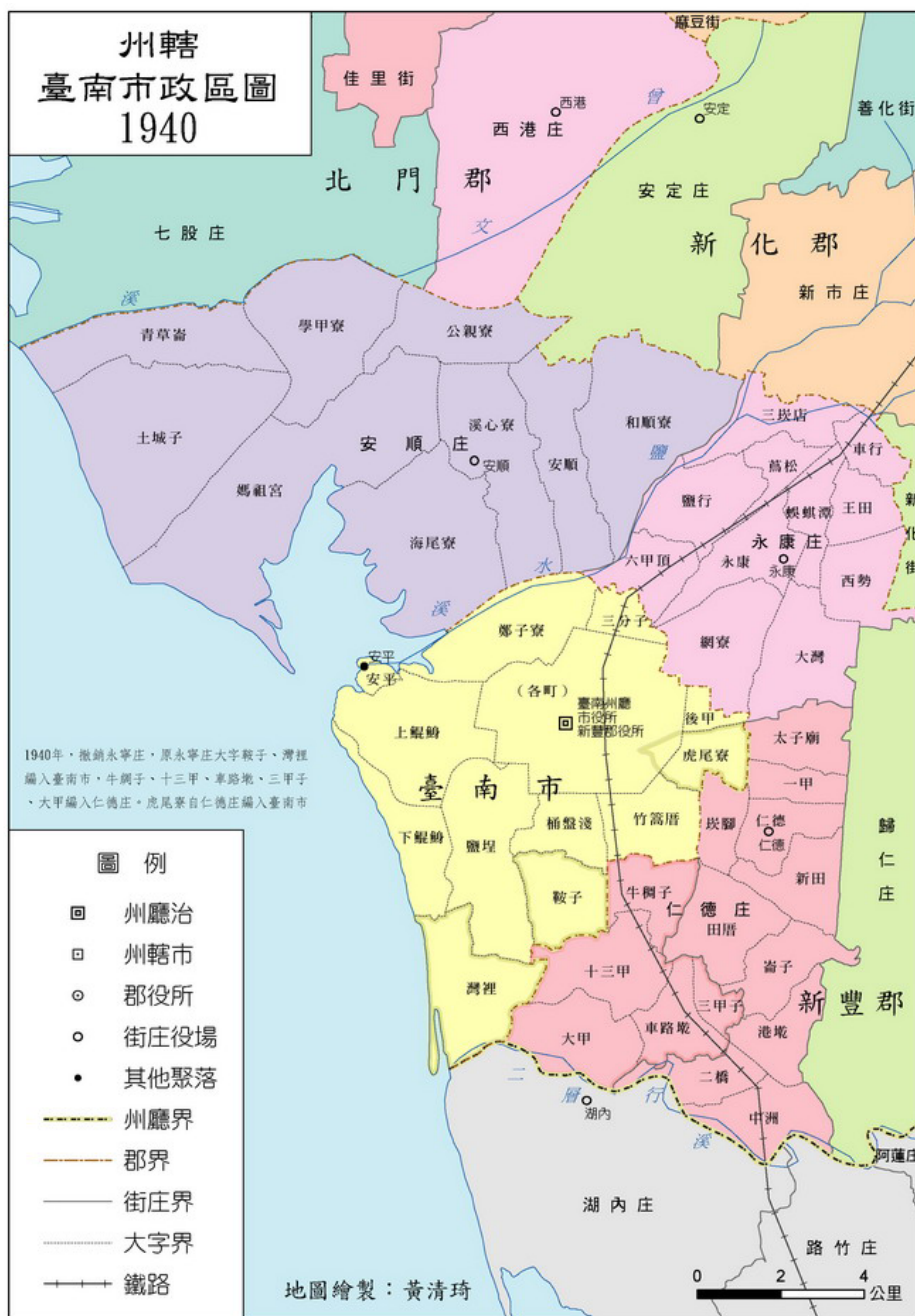 州轄
臺南市政區圖
1940
麻豆街
佳里街
西港
西港庄
曾
安定
善化街
北門郡
安定庄
七股庄
文
新化郡
新市庄
溪
青草崙
學甲寮
公親寮
三崁店
土城子
安順庄
溪心寮
和順寮
車行
安順
安順
鹽
蔦松
媽祖宮
鹽行
蜈蜞潭
王田
新化街
海尾寮
永康庄
六甲頂
永康
永康
西勢
水
溪
鄭子寮
三分子
網寮
大灣
安平
安平
(各町)
臺南州廳
市役所
新豐郡役所
後甲
上鯤鯓
虎尾寮
太子廟
1940年,撤銷永寧庄,原永寧庄大字鞍子、灣裡
編入臺南市,牛稠子、十三甲、車路墘、三甲子
、大甲編入仁德庄。虎尾寮自仁德庄編入臺南市
臺南市
一甲
桶盤淺
竹篙厝
崁腳
仁德
仁德
歸仁庄
下鯤鯓
鹽埕
新田
鞍子
牛稠子
仁德庄
田厝
崙子
灣裡
十三甲
三甲子
新豐郡
大甲
車路墘
港墘
二橋
二
層
行
溪
湖內
中洲
阿蓮庄
湖內庄
路竹庄
圖例
州廳治
州轄市
郡役所
街庄役場
其他聚落
州廳界
郡界
街庄界
大字界
鐵路
地圖繪製:黃清琦
0 2 4
公里